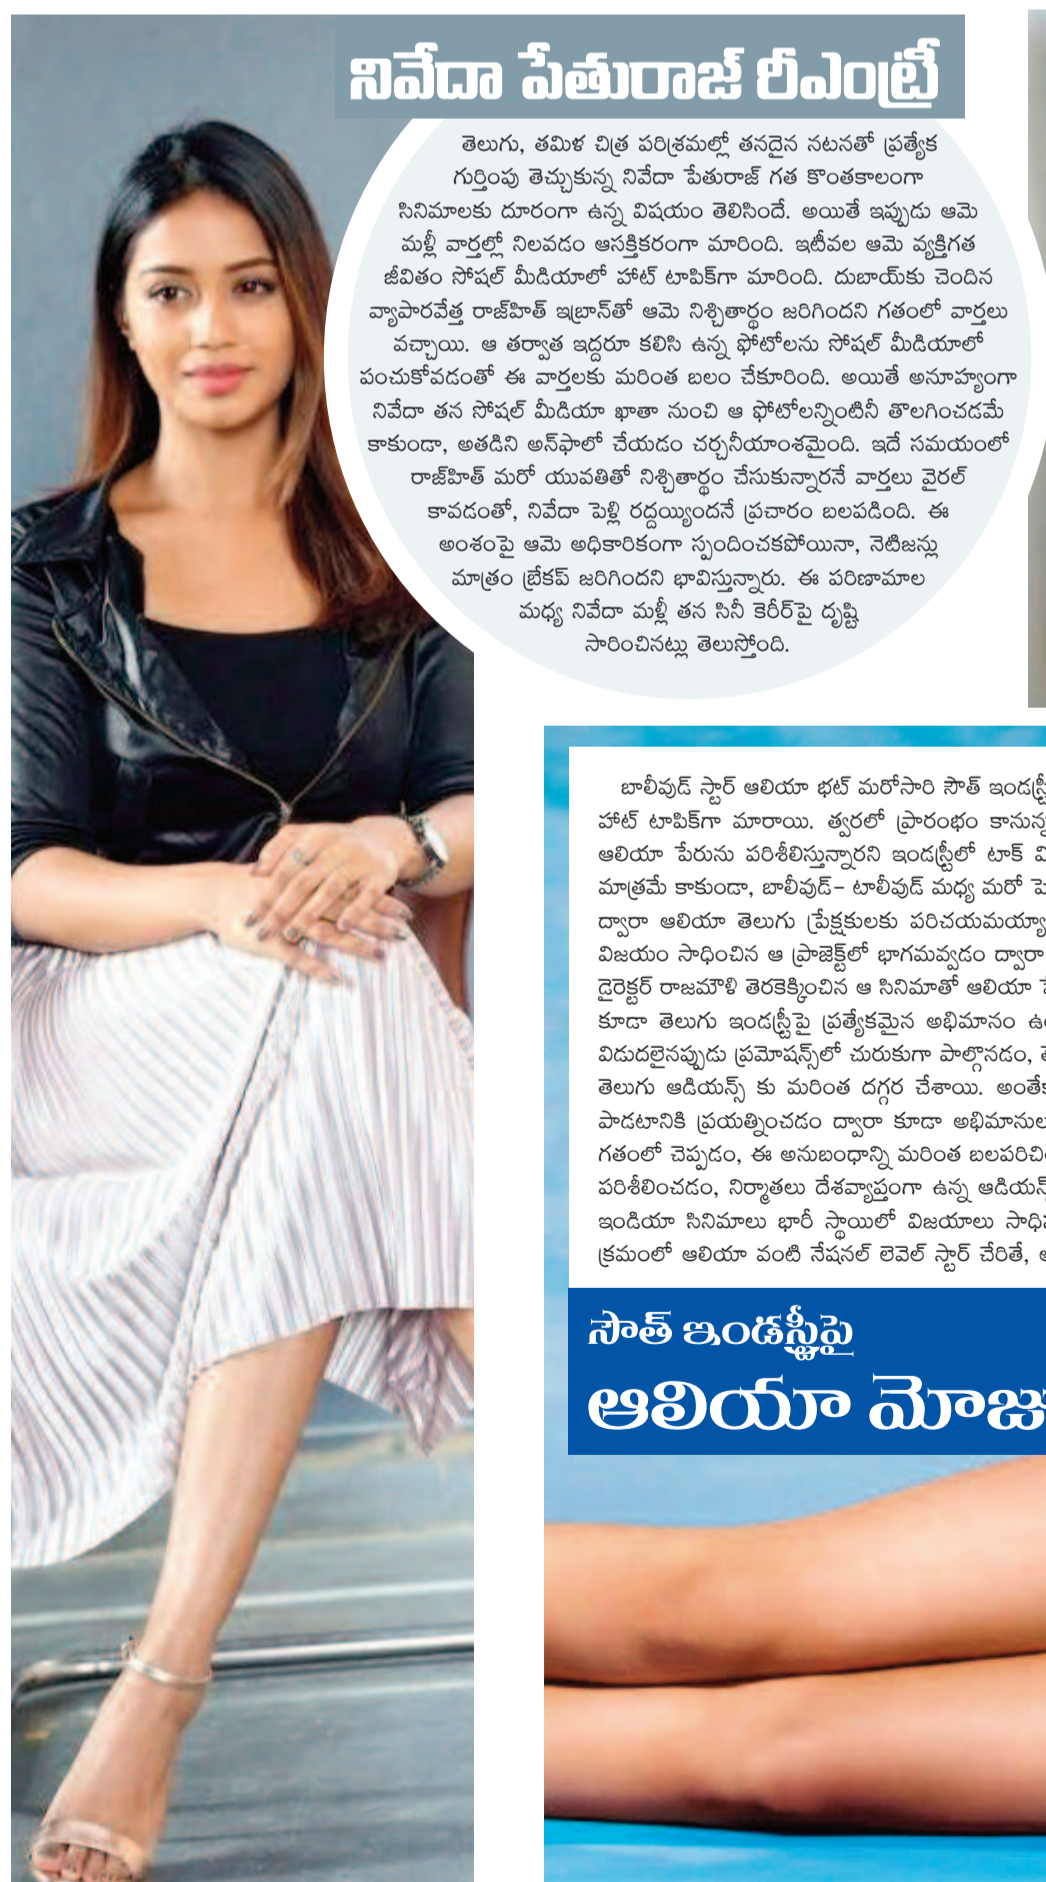 నివేదా పేతురాజ్ రీఎంట్రీ
తెలుగు, తమిళ చిత్ర పరిశ్రమల్లో తనదైన నటనతో ప్రత్యేక
గుర్తింపు తెచ్చుకున్న నివేదా పేతురాజ్ గత కొంతకాలంగా
సినిమాలకు దూరంగా ఉన్న విషయం తెలిసిందే. అయితే ఇప్పుడు ఆమె
మళ్లీ వార్తల్లో నిలవడం ఆసక్తికరంగా మారింది. ఇటీవల ఆమె వ్యక్తిగత
జీవితం సోషల్ మీడియాలో హాట్ టాపిక్‌గా మారింది. దుబాయ్‌కు చెందిన
వ్యాపారవేత్త రాజ్‌హిత్ ఇబ్రాన్‌తో ఆమె నిశ్చితార్థం జరిగిందని గతంలో వార్తలు
వచ్చాయి. ఆ తర్వాత ఇద్దరూ కలిసి ఉన్న ఫోటోలను సోషల్ మీడియాలో
పంచుకోవడంతో ఈ వార్తలకు మరింత బలం చేకూరింది. అయితే అనూహ్యంగా
నివేదా తన సోషల్ మీడియా ఖాతా నుంచి ఆ ఫోటోలన్నింటినీ తొలగించడమే
కాకుండా, అతడిని అన్‌ఫాలో చేయడం చర్చనీయాంశమైంది. ఇదే సమయంలో
రాజ్‌హిత్ మరో యువతితో నిశ్చితార్థం చేసుకున్నారనే వార్తలు వైరల్
కావడంతో, నివేదా పెళ్లి రద్దయ్యిందనే ప్రచారం బలపడింది. ఈ
అంశంపై ఆమె అధికారికంగా స్పందించకపోయినా, నెటిజన్లు
మాత్రం బ్రేకప్ జరిగిందని భావిస్తున్నారు. ఈ పరిణామాల
మధ్య నివేదా మళ్లీ తన సినీ కెరీర్‌పై దృష్టి
సారించినట్లు తెలుస్తోంది.
బాలీవుడ్ స్టార్ ఆలియా భట్ మరోసారి సౌత్ ఇండస్ట్రీ
హాట్ టాపిక్‌గా మారాయి. త్వరలో ప్రారంభం కానున్న
ఆలియా పేరును పరిశీలిస్తున్నారని ఇండస్ట్రీలో టాక్ వి
మాత్రమే కాకుండా, బాలీవుడ్– టాలీవుడ్ మధ్య మరో పె
ద్వారా ఆలియా తెలుగు ప్రేక్షకులకు పరిచయమయ్యా
విజయం సాధించిన ఆ ప్రాజెక్ట్‌లో భాగమవ్వడం ద్వారా
డైరెక్టర్ రాజమౌళి తెరకెక్కించిన ఆ సినిమాతో ఆలియా
కూడా తెలుగు ఇండస్ట్రీపై ప్రత్యేకమైన అభిమానం ఉం
విడుదలైనప్పుడు ప్రమోషన్స్‌లో చురుకుగా పాల్గొనడం,
తెలుగు ఆడియన్స్ కు మరింత దగ్గర చేశాయి. అంతేక
పాడటానికి ప్రయత్నించడం ద్వారా కూడా అభిమానుల
గతంలో చెప్పడం, ఈ అనుబంధాన్ని మరింత బలపరిచిం
పరిశీలించడం, నిర్మాతలు దేశవ్యాప్తంగా ఉన్న ఆడియన్స్
ఇండియా సినిమాలు భారీ స్థాయిలో విజయాలు సాధిస
క్రమంలో ఆలియా వంటి నేషనల్ లెవెల్ స్టార్ చేరితే,
సౌత్ ఇండస్ట్రీపై
ఆలియా మోజు